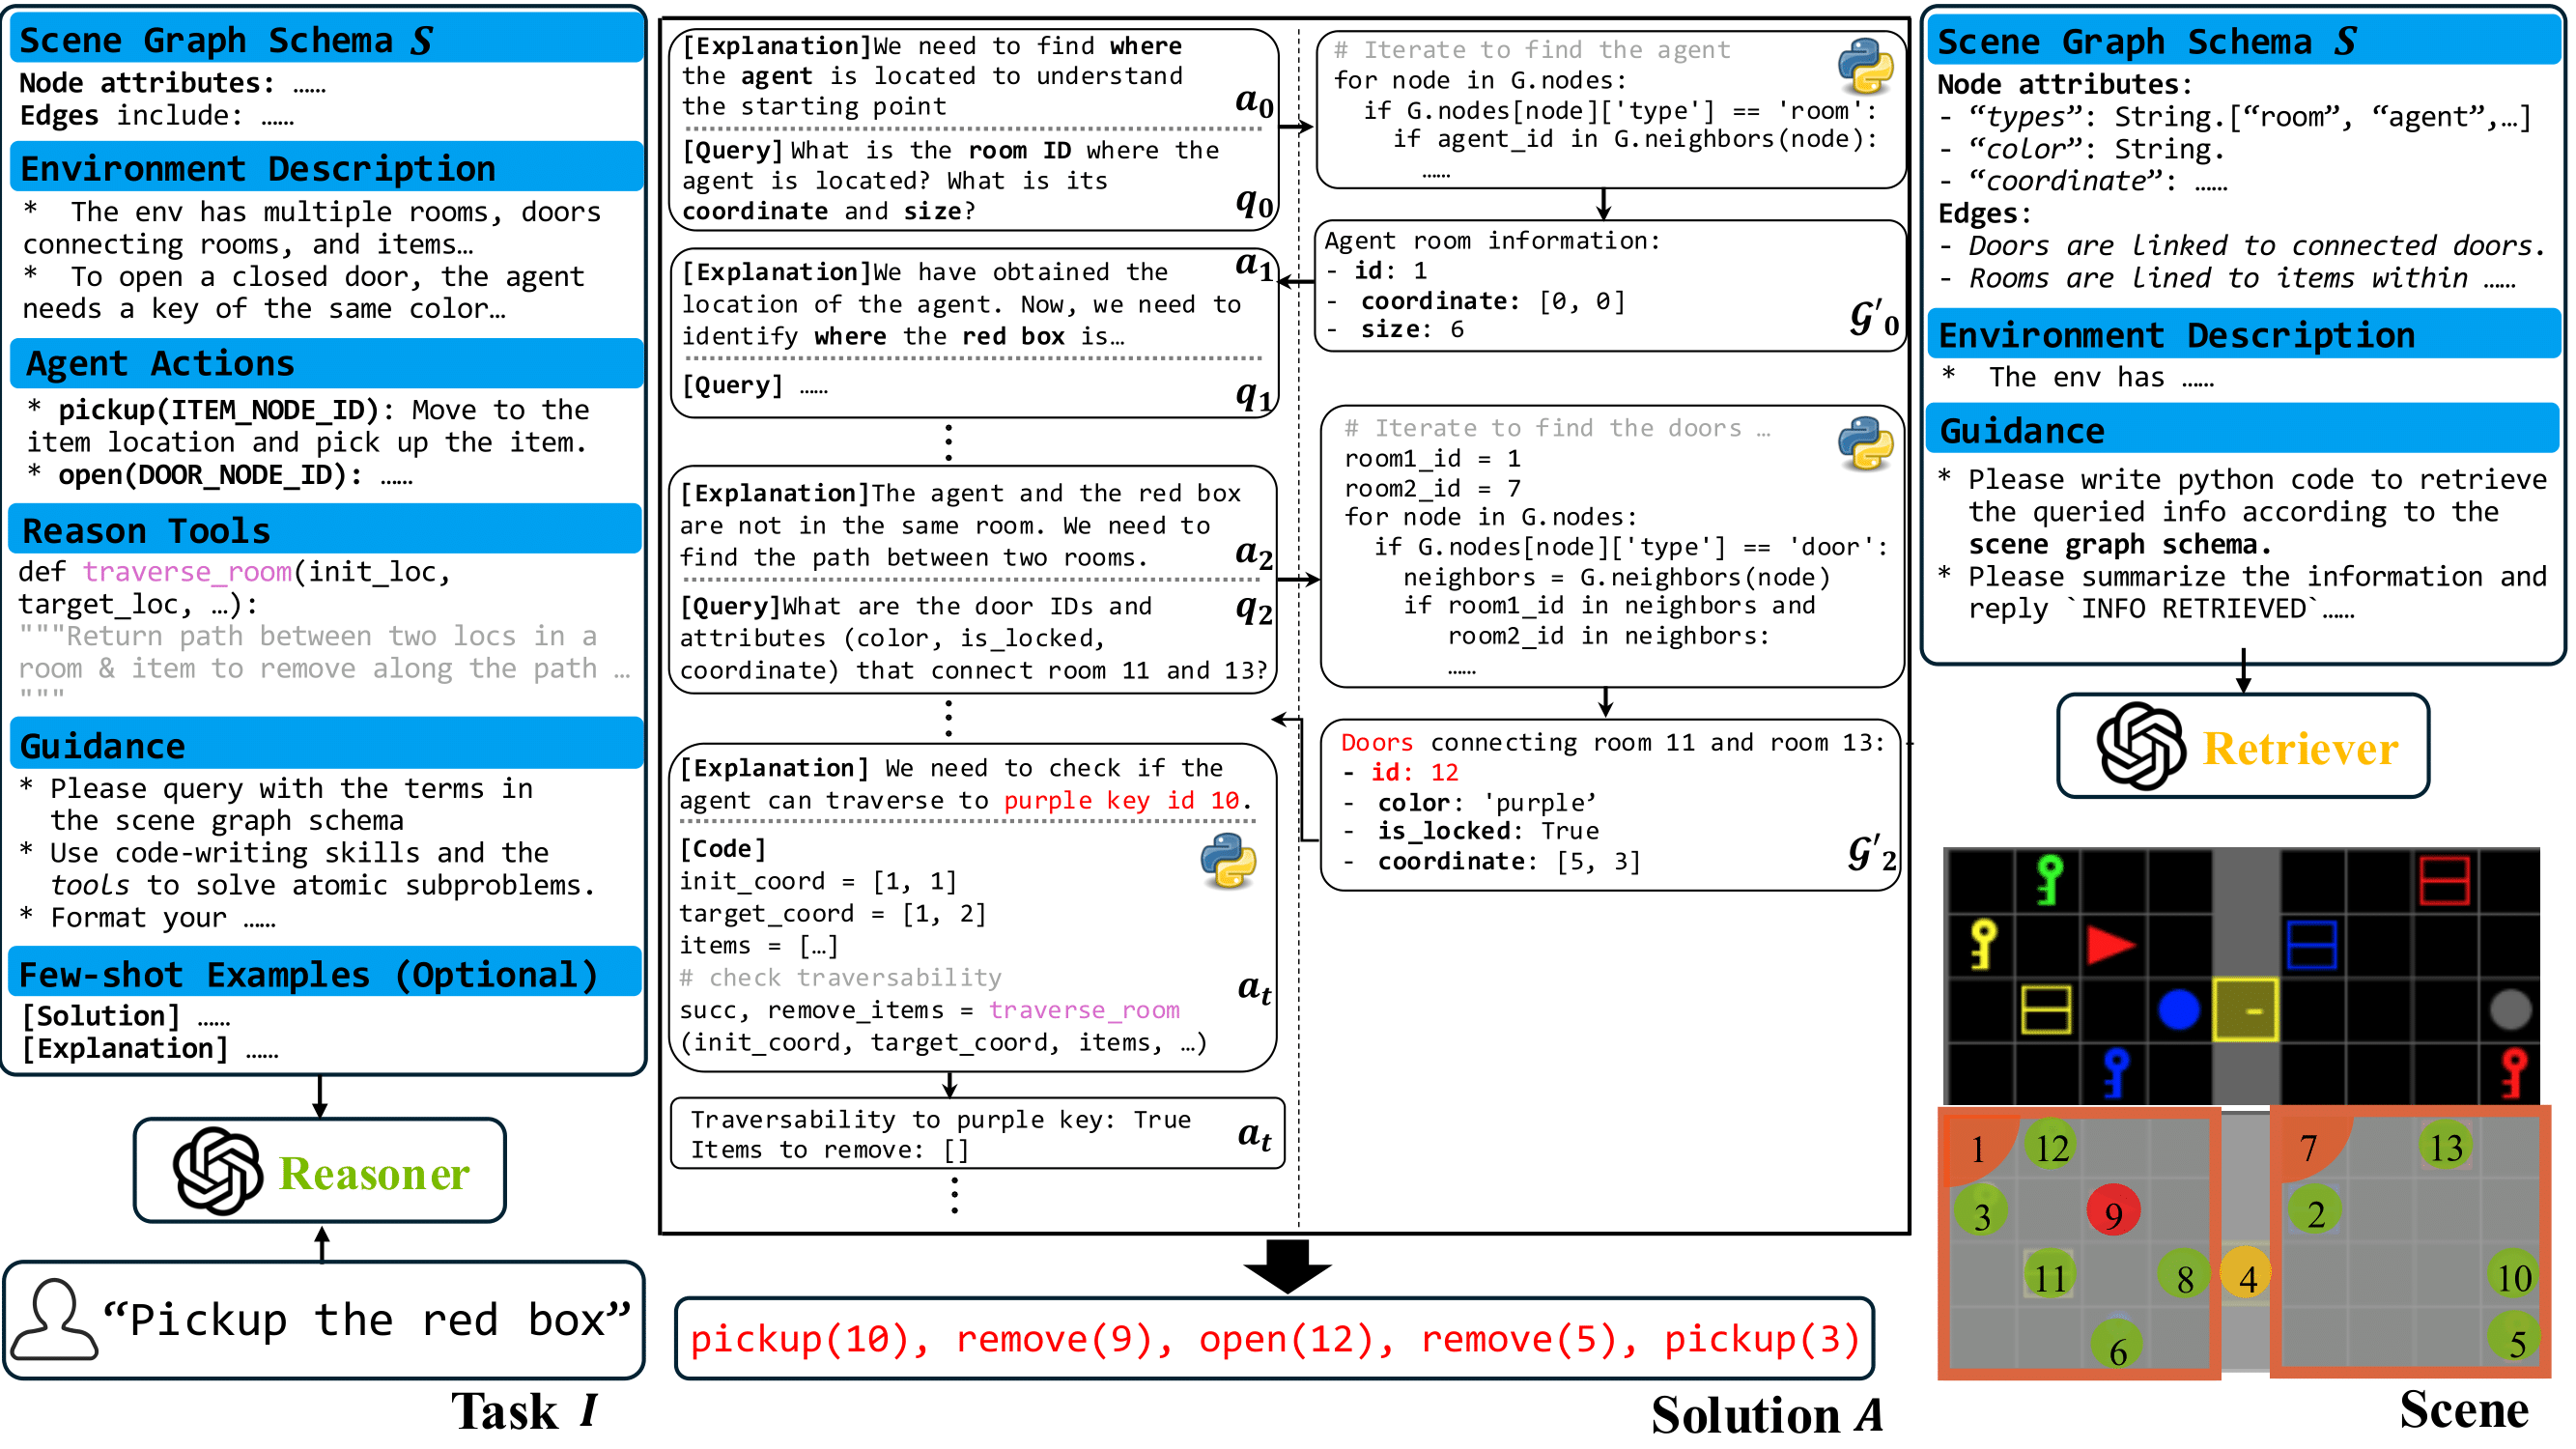 Scene Graph Schema S
Node attributes: ……
Edges include: ……
Environment Description
* The env has multiple rooms, doors
connecting rooms, and items…
* To open a closed door, the agent
needs a key of the same color…
Agent Actions
* pickup(ITEM_NODE_ID): Move to the
item location and pick up the item.
* open(DOOR_NODE_ID): ……
Reason Tools
def traverse_room(init_loc,
target_loc, …):
"""Return path between two locs in a
room & item to remove along the path …
"""
Guidance
* Please query with the terms in
the scene graph schema
* Use code-writing skills and the
tools to solve atomic subproblems.
* Format your ……
Few-shot Examples (Optional)
[Solution] ……
[Explanation] ……
Reasoner
“Pickup the red box”
Task I
[Explanation]We need to find where
the agent is located to understand
the starting point
a0
[Query] What is the room ID where the
agent is located? What is its
coordinate and size?
q0
# Iterate to find the agent
for node in G.nodes:
if G.nodes[node]['type'] == 'room':
if agent_id in G.neighbors(node):
……
Agent room information:
- id: 1
- coordinate: [0, 0]
- size: 6
G'0
[Explanation]We have obtained the
location of the agent. Now, we need to
identify where the red box is…
a1
[Query] ……
q1
[Explanation]The agent and the red box
are not in the same room. We need to
find the path between two rooms.
a2
[Query]What are the door IDs and
attributes (color, is_locked,
coordinate) that connect room 11 and 13?
q2
# Iterate to find the doors …
room1_id = 1
room2_id = 7
for node in G.nodes:
if G.nodes[node]['type'] == 'door':
neighbors = G.neighbors(node)
if room1_id in neighbors and
room2_id in neighbors:
……
Doors connecting room 11 and room 13:
- id: 12
- color: 'purple’
- is_locked: True
- coordinate: [5, 3]
G'2
[Explanation] We need to check if the
agent can traverse to purple key id 10.
[Code]
init_coord = [1, 1]
target_coord = [1, 2]
items = […]
# check traversability
succ, remove_items = traverse_room
(init_coord, target_coord, items, …)
at
Traversability to purple key: True
Items to remove: []
at
pickup(10), remove(9), open(12), remove(5), pickup(3)
Solution A
Scene Graph Schema S
Node attributes:
- “types”: String.[“room”, “agent”,…]
- “color”: String.
- “coordinate”: ……
Edges:
- Doors are linked to connected doors.
- Rooms are lined to items within ……
Environment Description
* The env has ……
Guidance
* Please write python code to retrieve
the queried info according to the
scene graph schema.
* Please summarize the information and
reply `INFO RETRIEVED`……
Retriever
1 12 7 13
3 9 2
11 8 4 10
6 5
Scene